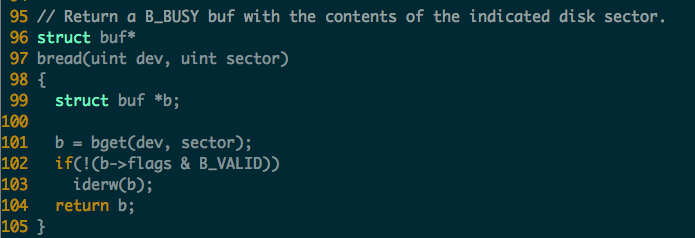 95 // Return a B_BUSY buf with the contents of the indicated disk sector.
96 struct buf*
97 bread(uint dev, uint sector)
98 {
99   struct buf *b;
100
101   b = bget(dev, sector);
102   if(!(b->flags & B_VALID))
103     iderw(b);
104   return b;
105 }